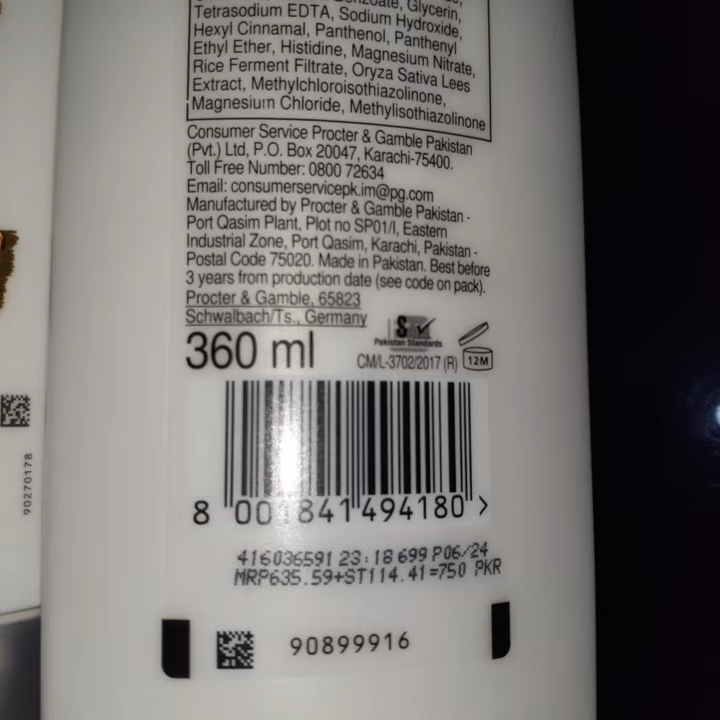 Benzoate, Glycerin,
Tetrasodium EDTA, Sodium Hydroxide,
Hexyl Cinnamal, Panthenol, Panthenyl
Ethyl Ether, Histidine, Magnesium Nitrate,
Rice Ferment Filtrate, Oryza Sativa Lees
Extract, Methylchloroisothiazolinone,
Magnesium Chloride, Methylisothiazolinone
Consumer Service Procter & Gamble Pakistan
(Pvt.) Ltd, P.O. Box 20047, Karachi-75400.
Toll Free Number: 0800 72634
Email: consumerservicepk.im@pg.com
Manufactured by Procter & Gamble Pakistan -
Port Qasim Plant, Plot no SP01/I, Eastern
Industrial Zone, Port Qasim, Karachi, Pakistan -
Postal Code 75020. Made in Pakistan. Best before
3 years from production date (see code on pack).
Procter & Gamble, 65823
Schwalbach/Ts., Germany
360 ml
Pakistan Standards
CM/L-3702/2017 (R)
12M
8 001841 494180 >
416036591 23:18 699 P06/24
MRP635.59+ST114.41=750 PKR
90899916
90270178